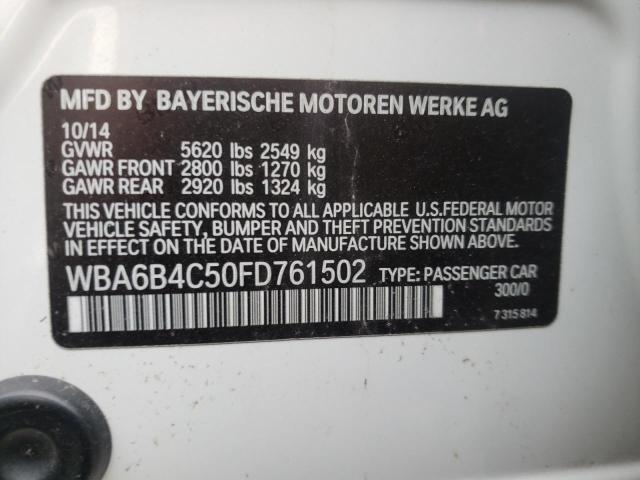 MFD BY BAYERISCHE MOTOREN WERKE AG
10/14
GVWR 5620 lbs 2549 kg
GAWR FRONT 2800 lbs 1270 kg
GAWR REAR 2920 lbs 1324 kg
THIS VEHICLE CONFORMS TO ALL APPLICABLE U.S.FEDERAL MOTOR
VEHICLE SAFETY, BUMPER AND THEFT PREVENTION STANDARDS
IN EFFECT ON THE DATE OF MANUFACTURE SHOWN ABOVE.
WBA6B4C50FD761502 TYPE: PASSENGER CAR
300/0
7 315 814